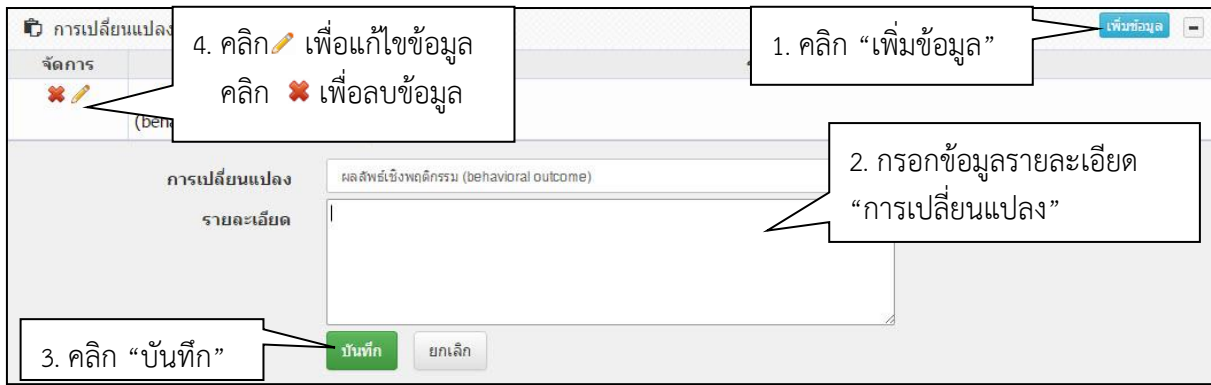 การเปลี่ยนแปลง
4. คลิก เพื่อแก้ไขข้อมูล
คลิก เพื่อลบข้อมูล
1. คลิก “เพิ่มข้อมูล”
เพิ่มข้อมูล
จัดการ
2. กรอกข้อมูลรายละเอียด
“การเปลี่ยนแปลง”
การเปลี่ยนแปลง
ผลลัพธ์เชิงพฤติกรรม (behavioral outcome)
รายละเอียด
3. คลิก “บันทึก”
บันทึก
ยกเลิก